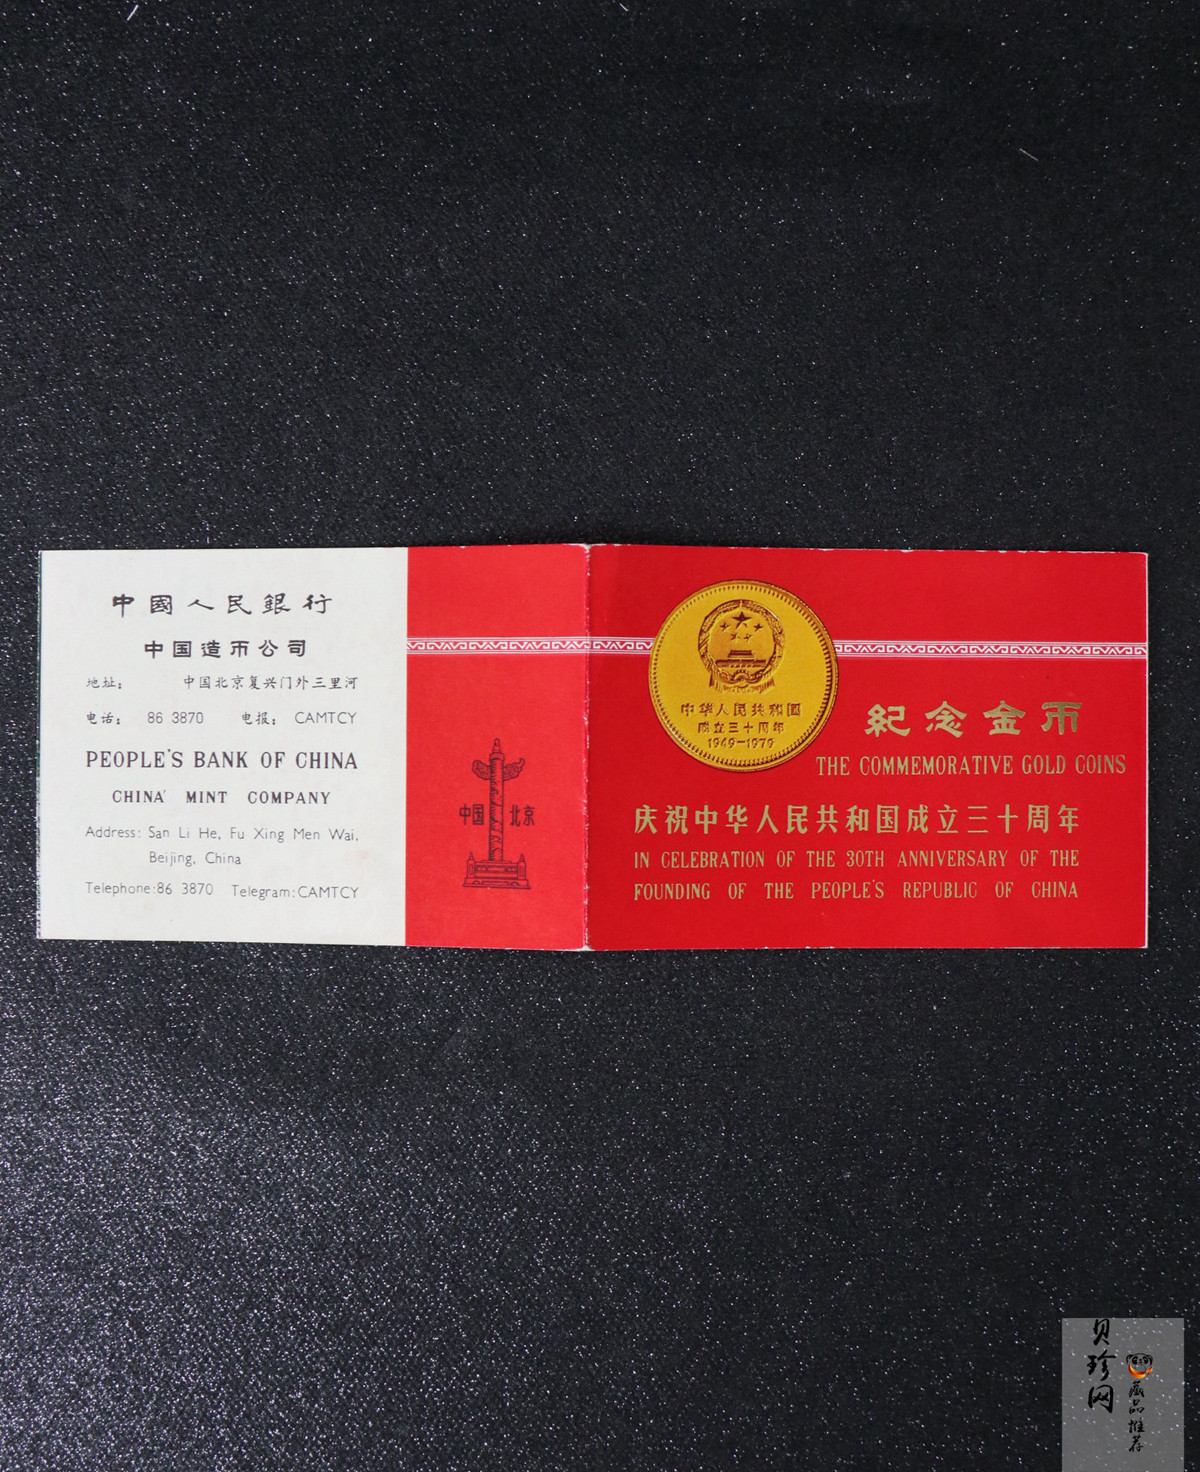 中國人民銀行
中国造币公司
地址： 中国北京复兴门外三里河
电话： 86 3870 电报： CAMTCY
PEOPLE'S BANK OF CHINA
CHINA' MINT COMPANY
Address: San Li He, Fu Xing Men Wai,
Beijing, China
Telephone:86 3870 Telegram:CAMTCY
中国 北京
中华人民共和国
成立三十周年
1949-1979
紀念金币
THE COMMEMORATIVE GOLD COINS
庆祝中华人民共和国成立三十周年
IN CELEBRATION OF THE 30TH ANNIVERSARY OF THE
FOUNDING OF THE PEOPLE'S REPUBLIC OF CHINA
贝珍网
藏品推荐